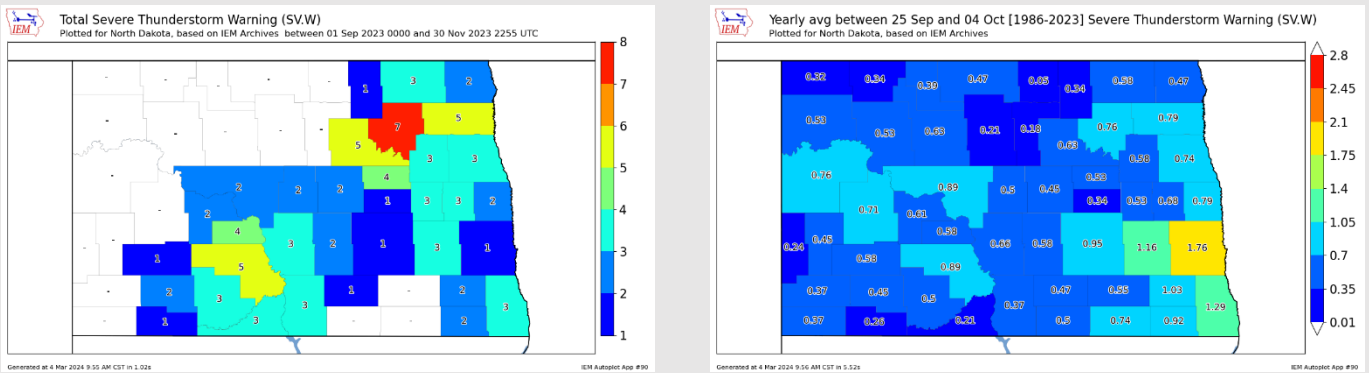 IEM
Total Severe Thunderstorm Warning (SV.W)
Plotted for North Dakota, based on IEM Archives between 01 Sep 2023 0000 and 30 Nov 2023 2255 UTC
1 3 2
7 5
5
3 3
4
2 2 2 1 3 3 2
2
4 3 2 1 3 1
1 5
2 3 1 - 2 3
1 3 3 - - 2
8
7
6
5
4
3
2
1
Generated at 4 Mar 2024 9:55 AM CST in 1.02s
IEM Autoplot App #90
IEM
Yearly avg between 25 Sep and 04 Oct [1986-2023] Severe Thunderstorm Warning (SV.W)
Plotted for North Dakota, based on IEM Archives
0.32 0.34 0.39 0.47 0.05 0.34 0.58 0.47
0.53 0.53 0.63 0.21 0.18 0.63 0.76 0.79
0.58 0.74
0.76 0.89 0.5 0.45 0.53
0.71 0.61 0.34 0.53 0.68 0.79
0.24 0.45 0.58 0.66 0.58 0.95 1.16 1.76
0.58 0.89
0.37 0.45 0.5 0.37 0.47 0.55 1.03 1.29
0.37 0.26 0.21 0.5 0.74 0.92
2.8
2.45
2.1
1.75
1.4
1.05
0.7
0.35
0.01
Generated at 4 Mar 2024 9:56 AM CST in 5.52s
IEM Autoplot App #90